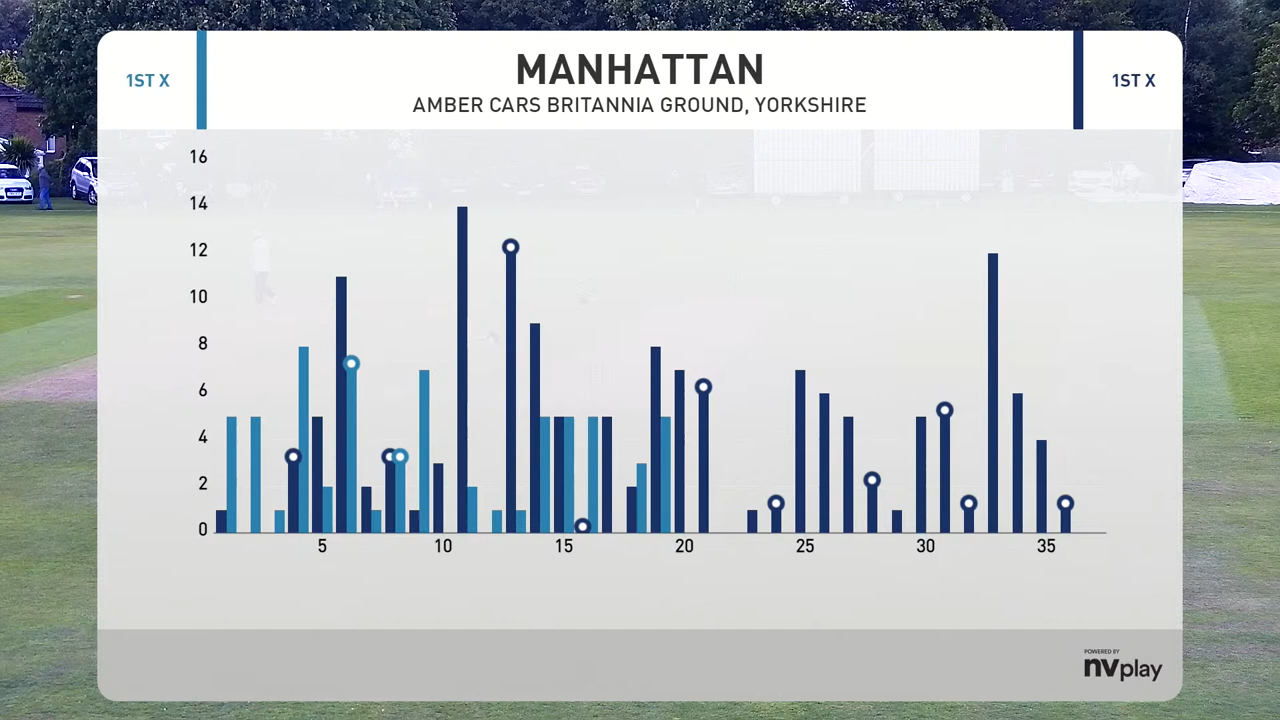 1ST X
MANHATTAN
AMBER CARS BRITANNIA GROUND, YORKSHIRE
1ST X
16
14
12
10
8
6
4
2
0
5 10 15 20 25 30 35
POWERED BY
nvplay